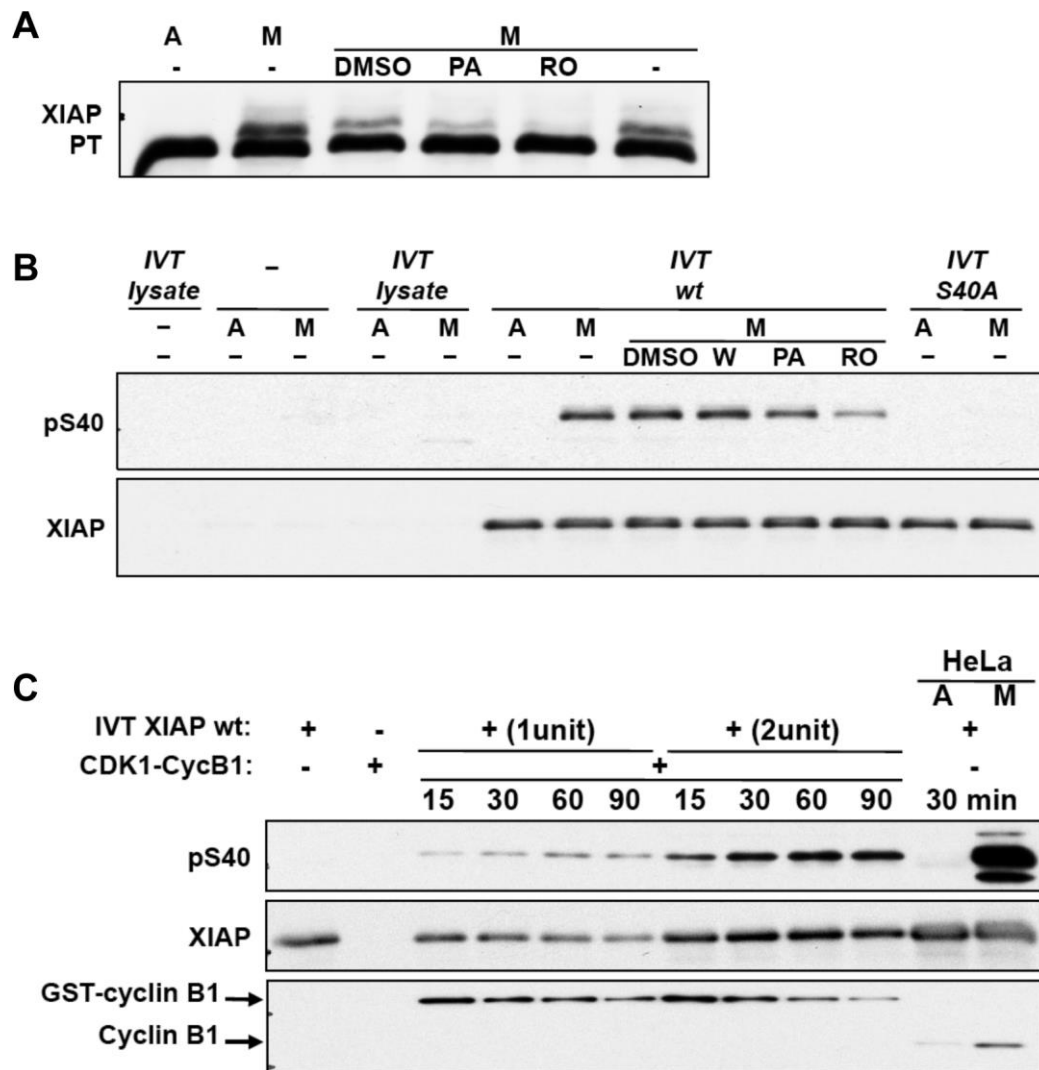 A
A M M
- - DMSO PA RO -
XIAP
PT
B
IVT lysate – IVT lysate IVT wt IVT S40A
– A M A M A M M A M
– – – – – – – DMSO W PA RO – –
pS40
XIAP
C
HeLa
A M
IVT XIAP wt: + - + (1unit) + (2unit) +
CDK1-CycB1: - + + -
15 30 60 90 15 30 60 90 30 min
pS40
XIAP
GST-cyclin B1
Cyclin B1